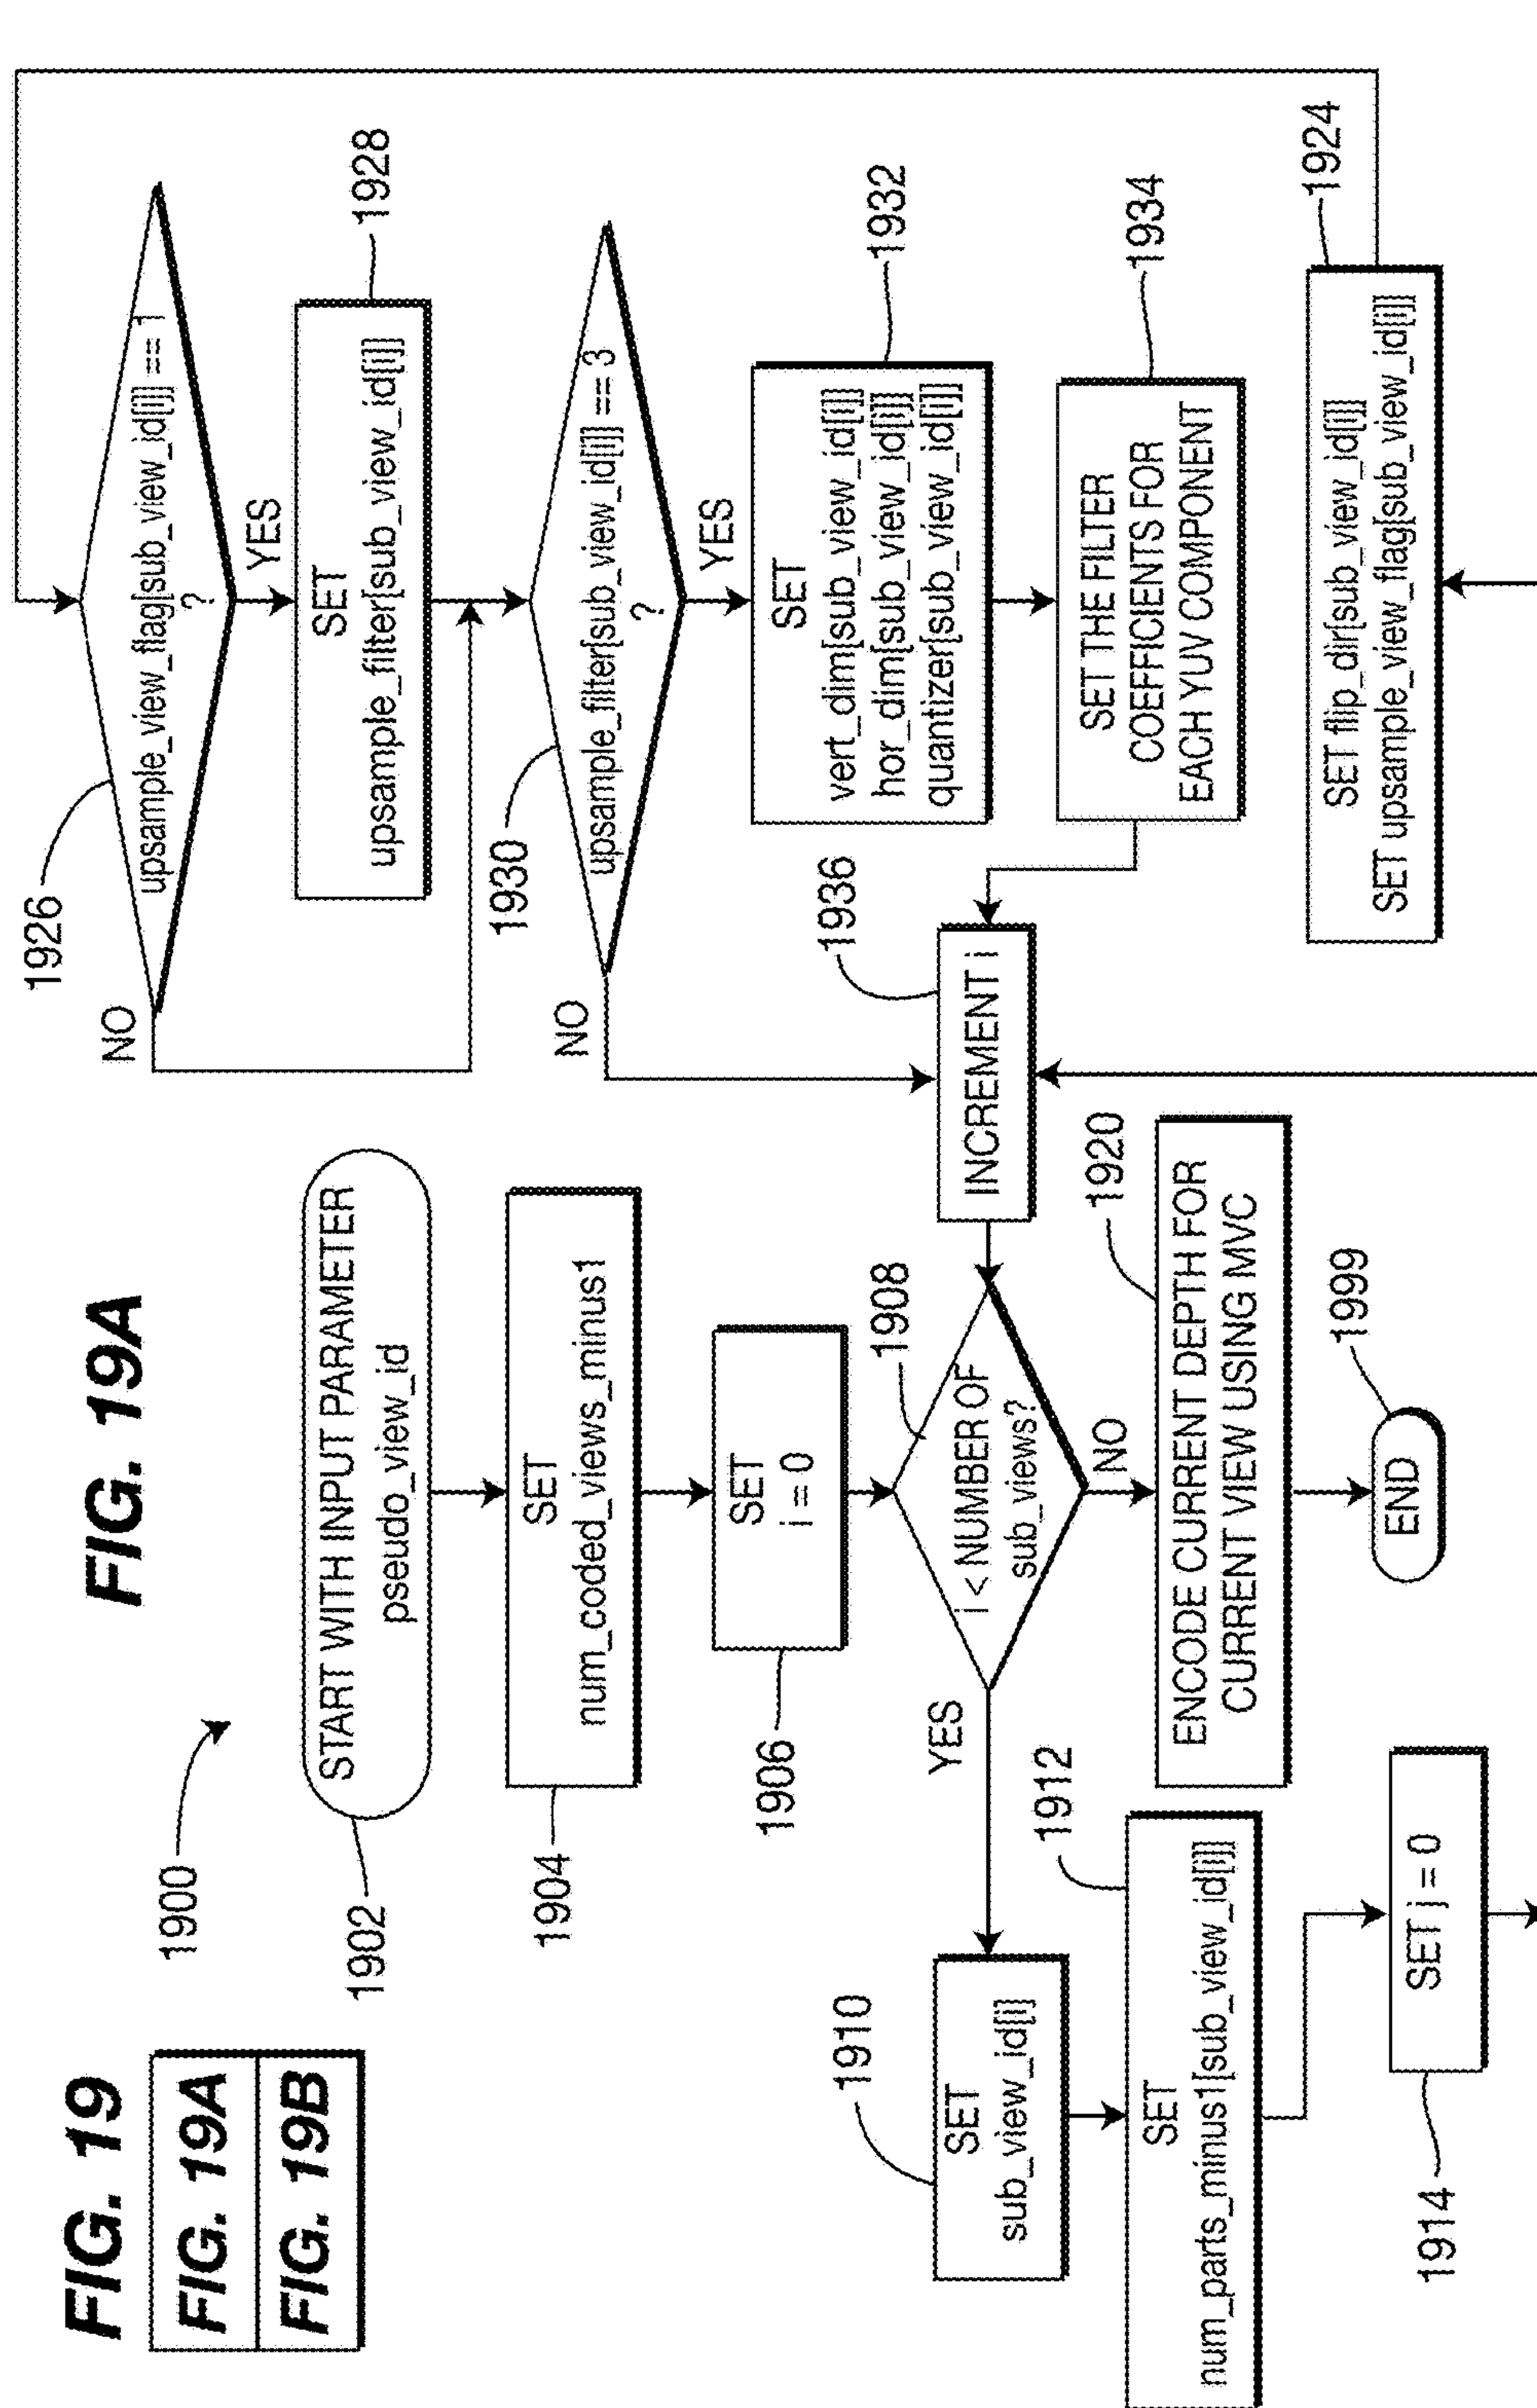 FIG. 19
FIG. 19A
FIG. 19B
FIG. 19A
1900
1902
START WITH INPUT PARAMETER
pseudo_view_id
1904
SET
num_coded_views_minus1
1906
SET
i = 0
1908
i < NUMBER OF
sub_views?
YES
NO
1910
SET
sub_view_id[i]
1912
SET
num_parts_minus1[sub_view_id[i]]
1914
SET j = 0
1920
ENCODE CURRENT DEPTH FOR
CURRENT VIEW USING MVC
1999
END
1926
upsample_view_flag[sub_view_id[i]] == 1
?
NO
YES
1928
SET
upsample_filter[sub_view_id[i]]
1930
upsample_filter[sub_view_id[i]] == 3
?
NO
YES
1932
SET
vert_dim[sub_view_id[i]]
hor_dim[sub_view_id[i]]
quantizer[sub_view_id[i]]
1934
SET THE FILTER
COEFFICIENTS FOR
EACH YUV COMPONENT
1936
INCREMENT i
1924
SET flip_dir[sub_view_id[i]]
SET upsample_view_flag[sub_view_id[i]]